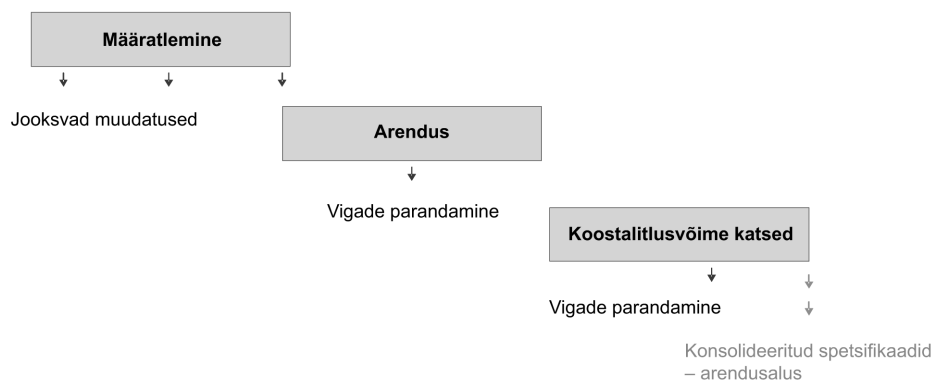 Määratlemine
Jooksvad muudatused
Arendus
Vigade parandamine
Koostalitlusvõime katsed
Vigade parandamine
Konsolideeritud spetsifikaadid
– arendusalus